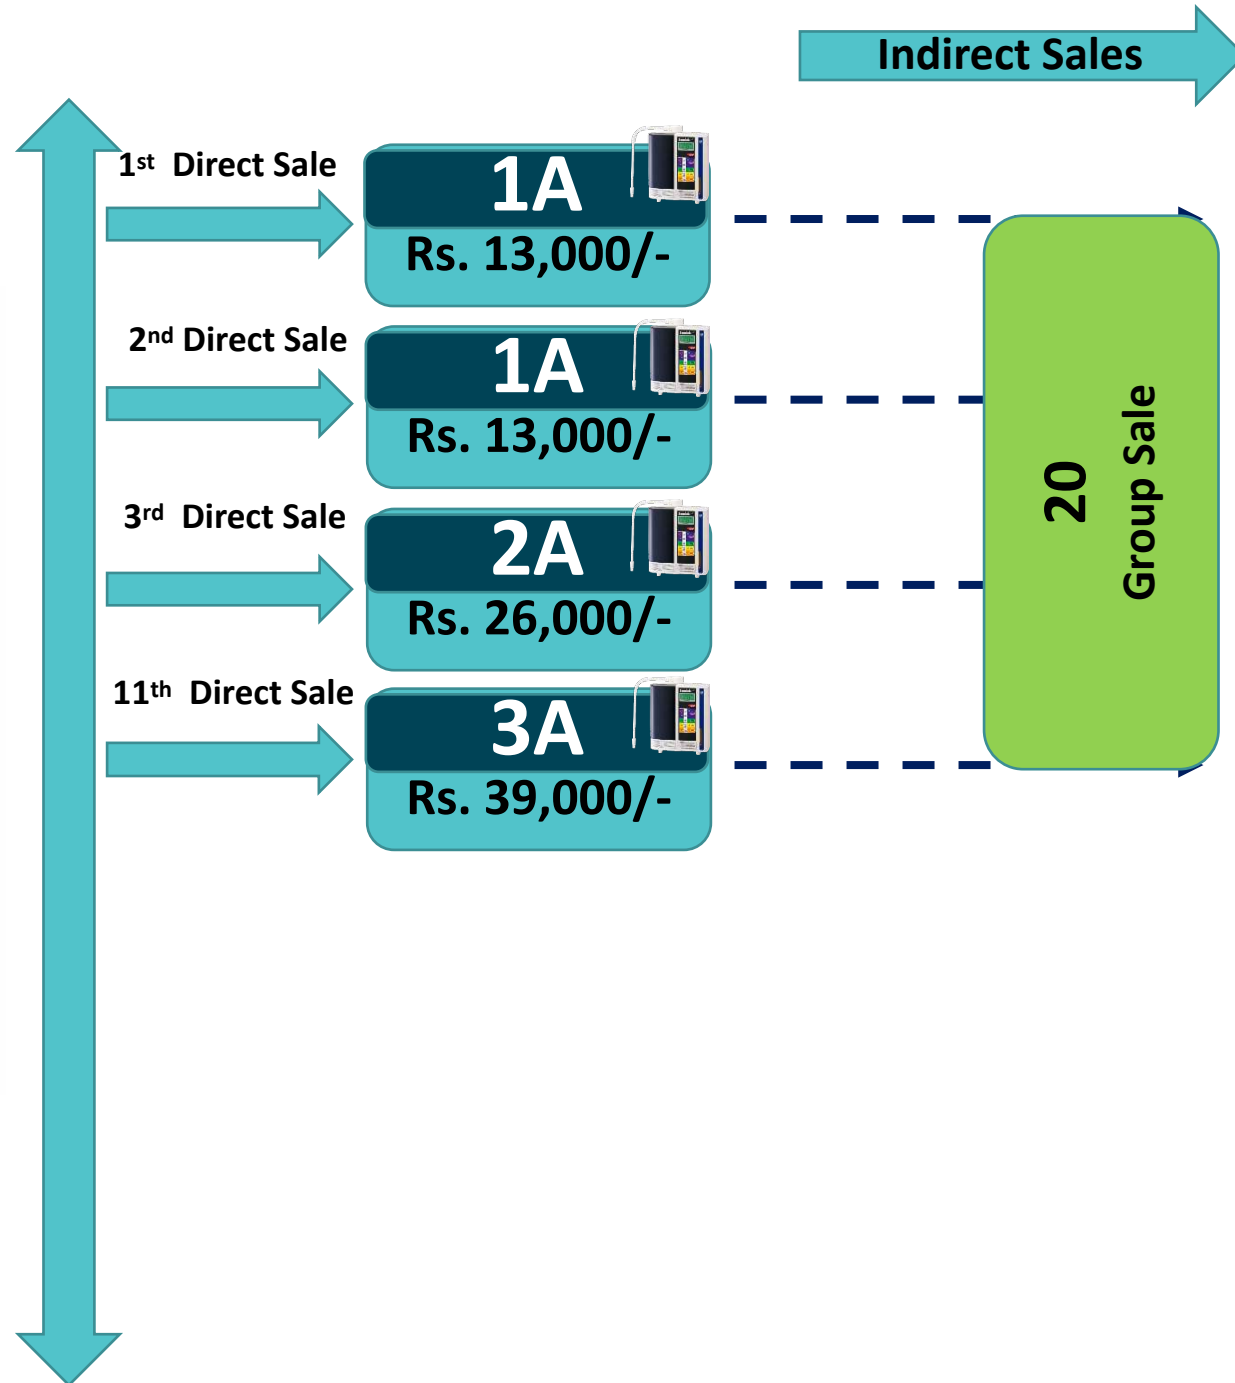 Indirect Sales
1st Direct Sale
1A
Rs. 13,000/-
2nd Direct Sale
1A
Rs. 13,000/-
3rd Direct Sale
2A
Rs. 26,000/-
11th Direct Sale
3A
Rs. 39,000/-
20
Group Sale